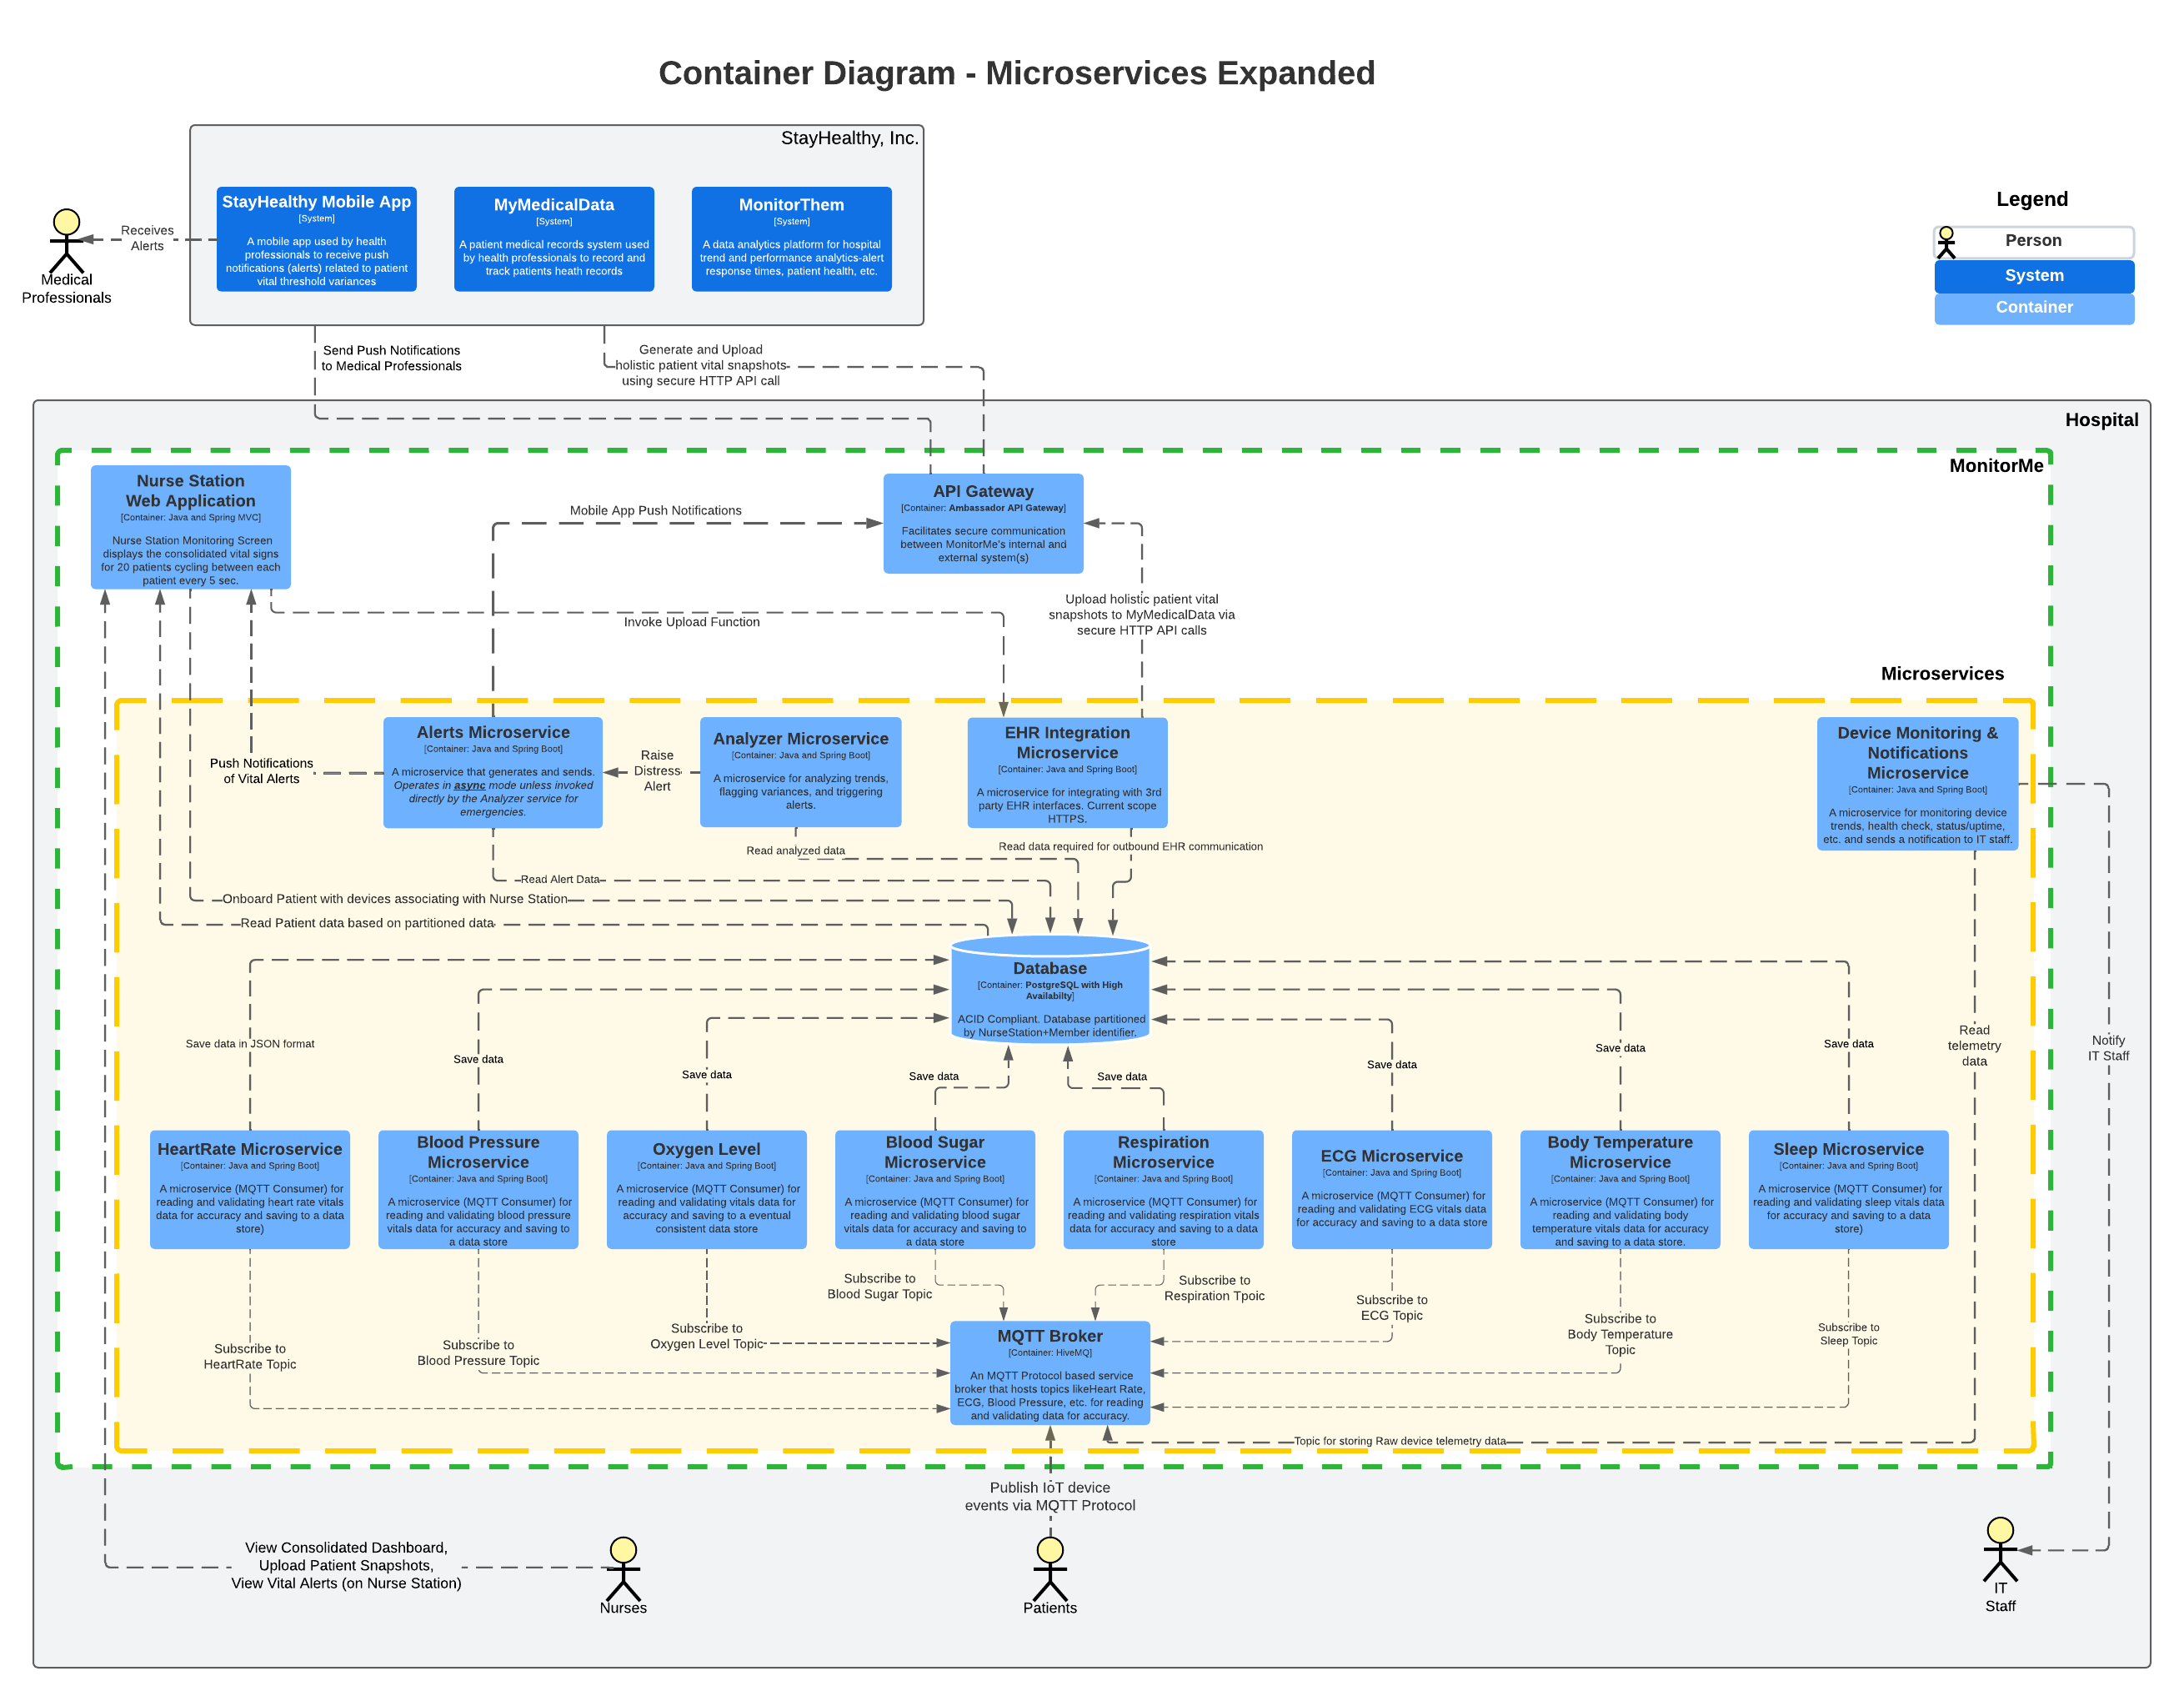 Container Diagram - Microservices Expanded
StayHealthy, Inc.
StayHealthy Mobile App
[System]
A mobile app used by health
professionals to receive push
notifications (alerts) related to patient
vital threshold variances
MyMedicalData
[System]
A patient medical records system used
by health professionals to record and
track patients heath records
MonitorThem
[System]
A data analytics platform for hospital
trend and performance analytics-alert
response times, patient health, etc.
Receives
Alerts
Medical
Professionals
Legend
Person
System
Container
Send Push Notifications
to Medical Professionals
Generate and Upload
holistic patient vital snapshots
using secure HTTP API call
Hospital
MonitorMe
Nurse Station
Web Application
[Container: Java and Spring MVC]
Nurse Station Monitoring Screen
displays the consolidated vital signs
for 20 patients cycling between each
patient every 5 sec.
Mobile App Push Notifications
API Gateway
[Container: Ambassador API Gateway]
Facilitates secure communication
between MonitorMe's internal and
external system(s)
Invoke Upload Function
Upload holistic patient vital
snapshots to MyMedicalData via
secure HTTP API calls
Microservices
Push Notifications
of Vital Alerts
Alerts Microservice
[Container: Java and Spring Boot]
A microservice that generates and sends.
Operates in async mode unless invoked
directly by the Analyzer service for
emergencies.
Raise
Distress
Alert
Analyzer Microservice
[Container: Java and Spring Boot]
A microservice for analyzing trends,
flagging variances, and triggering
alerts.
EHR Integration
Microservice
[Container: Java and Spring Boot]
A microservice for integrating with 3rd
party EHR interfaces. Current scope
HTTPS.
Device Monitoring &
Notifications
Microservice
[Container: Java and Spring Boot]
A microservice for monitoring device
trends, health check, status/uptime,
etc. and sends a notification to IT staff.
Read analyzed data
Read data required for outbound EHR communication
Read Alert Data
Onboard Patient with devices associating with Nurse Station
Read Patient data based on partitioned data
Database
[Container: PostgreSQL with High
Availabilty]
ACID Compliant. Database partitioned
by NurseStation+Member identifier.
Save data in JSON format
Save data
Save data
Save data
Save data
Save data
Save data
Save data
Read
telemetry
data
Notify
IT Staff
HeartRate Microservice
[Container: Java and Spring Boot]
A microservice (MQTT Consumer) for
reading and validating heart rate vitals
data for accuracy and saving to a data
store)
Blood Pressure
Microservice
[Container: Java and Spring Boot]
A microservice (MQTT Consumer) for
reading and validating blood pressure
vitals data for accuracy and saving to
a data store
Oxygen Level
[Container: Java and Spring Boot]
A microservice (MQTT Consumer) for
reading and validating vitals data for
accuracy and saving to a eventual
consistent data store
Blood Sugar
Microservice
[Container: Java and Spring Boot]
A microservice (MQTT Consumer) for
reading and validating blood sugar
vitals data for accuracy and saving to
a data store
Respiration
Microservice
[Container: Java and Spring Boot]
A microservice (MQTT Consumer) for
reading and validating respiration vitals
data for accuracy and saving to a data
store
ECG Microservice
[Container: Java and Spring Boot]
A microservice (MQTT Consumer) for
reading and validating ECG vitals data
for accuracy and saving to a data store
Body Temperature
Microservice
[Container: Java and Spring Boot]
A microservice (MQTT Consumer) for
reading and validating body
temperature vitals data for accuracy
and saving to a data store.
Sleep Microservice
[Container: Java and Spring Boot]
A microservice (MQTT Consumer) for
reading and validating sleep vitals data
for accuracy and saving to a data
store)
Subscribe to
HeartRate Topic
Subscribe to
Blood Pressure Topic
Subscribe to
Oxygen Level Topic
Subscribe to
Blood Sugar Topic
Subscribe to
Respiration Tpoic
Subscribe to
ECG Topic
Subscribe to
Body Temperature
Topic
Subscribe to
Sleep Topic
MQTT Broker
[Container: HiveMQ]
An MQTT Protocol based service
broker that hosts topics likeHeart Rate,
ECG, Blood Pressure, etc. for reading
and validating data for accuracy.
Topic for storing Raw device telemetry data
Publish IoT device
events via MQTT Protocol
View Consolidated Dashboard,
Upload Patient Snapshots,
View Vital Alerts (on Nurse Station)
Nurses
Patients
IT
Staff